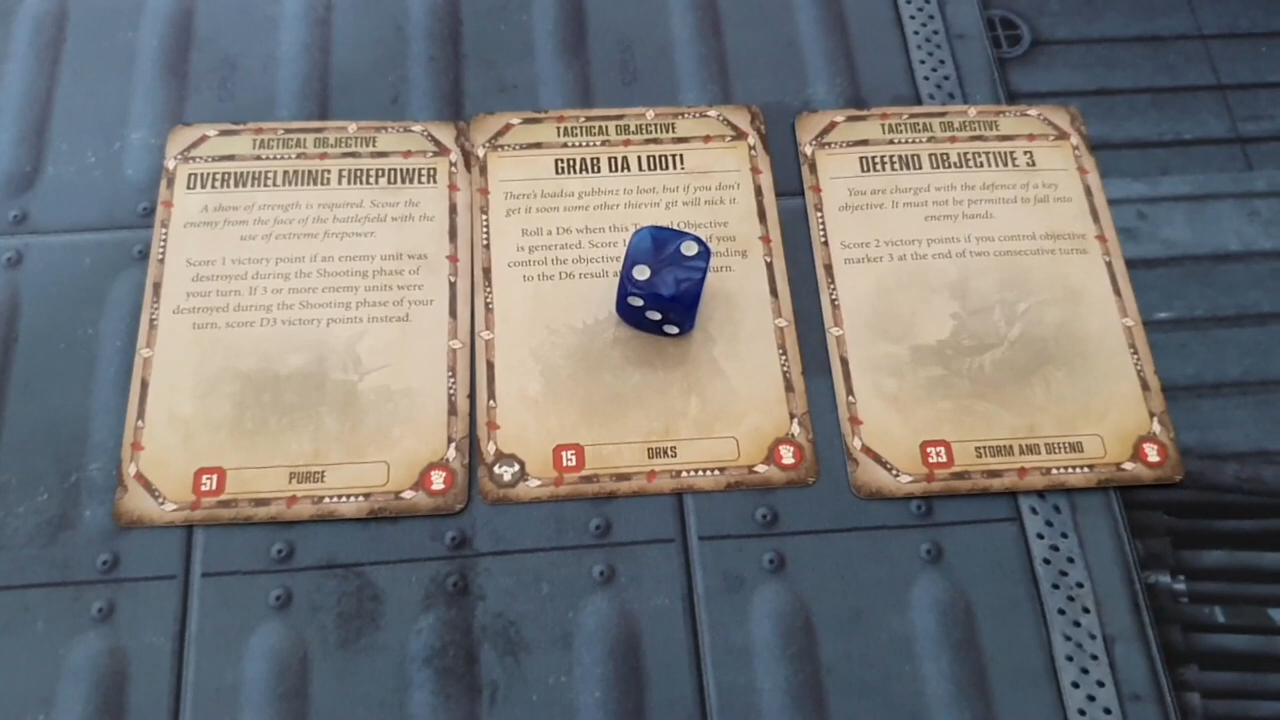 TACTICAL OBJECTIVE
OVERWHELMING FIREPOWER
A show of strength is required. Scour the
enemy from the face of the battlefield with the
use of extreme firepower.
Score 1 victory point if an enemy unit was
destroyed during the Shooting phase of
your turn. If 3 or more enemy units were
destroyed during the Shooting phase of your
turn, score D3 victory points instead.
51
PURGE
TACTICAL OBJECTIVE
GRAB DA LOOT!
There's loadsa gubbinz to loot, but if you don't
get it soon some other thievin' git will nick it.
Roll a D6 when this Tactical Objective
is generated. Score 1 if you
control the objective
to the D6 result
15
ORKS
TACTICAL OBJECTIVE
DEFEND OBJECTIVE 3
You are charged with the defence of a key
objective. It must not be permitted to fall into
enemy hands.
Score 2 victory points if you control objective
marker 3 at the end of two consecutive turns.
33
STORM AND DEFEND